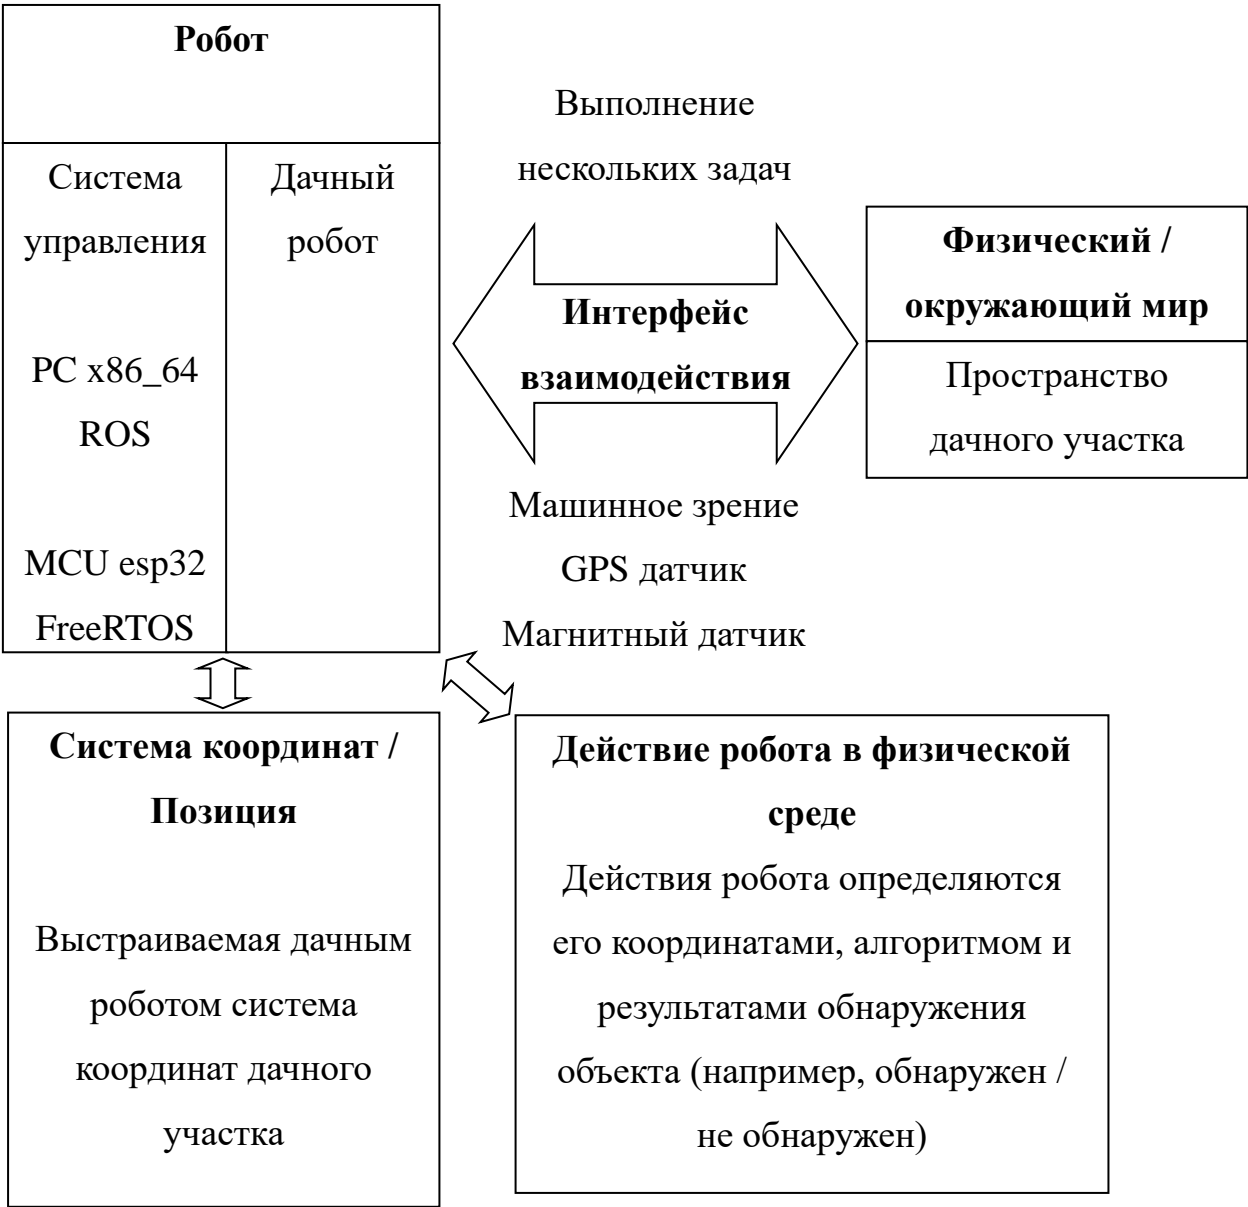 Робот
Система
управления
PC x86_64
ROS
MCU esp32
FreeRTOS
Дачный
робот
Выполнение
нескольких задач
Интерфейс
взаимодействия
Машинное зрение
GPS датчик
Магнитный датчик
Физический /
окружающий мир
Пространство
дачного участка
Система координат /
Позиция
Выстраиваемая дачным
роботом система
координат дачного
участка
Действие робота в физической
среде
Действия робота определяются
его координатами, алгоритмом и
результатами обнаружения
объекта (например, обнаружен /
не обнаружен)